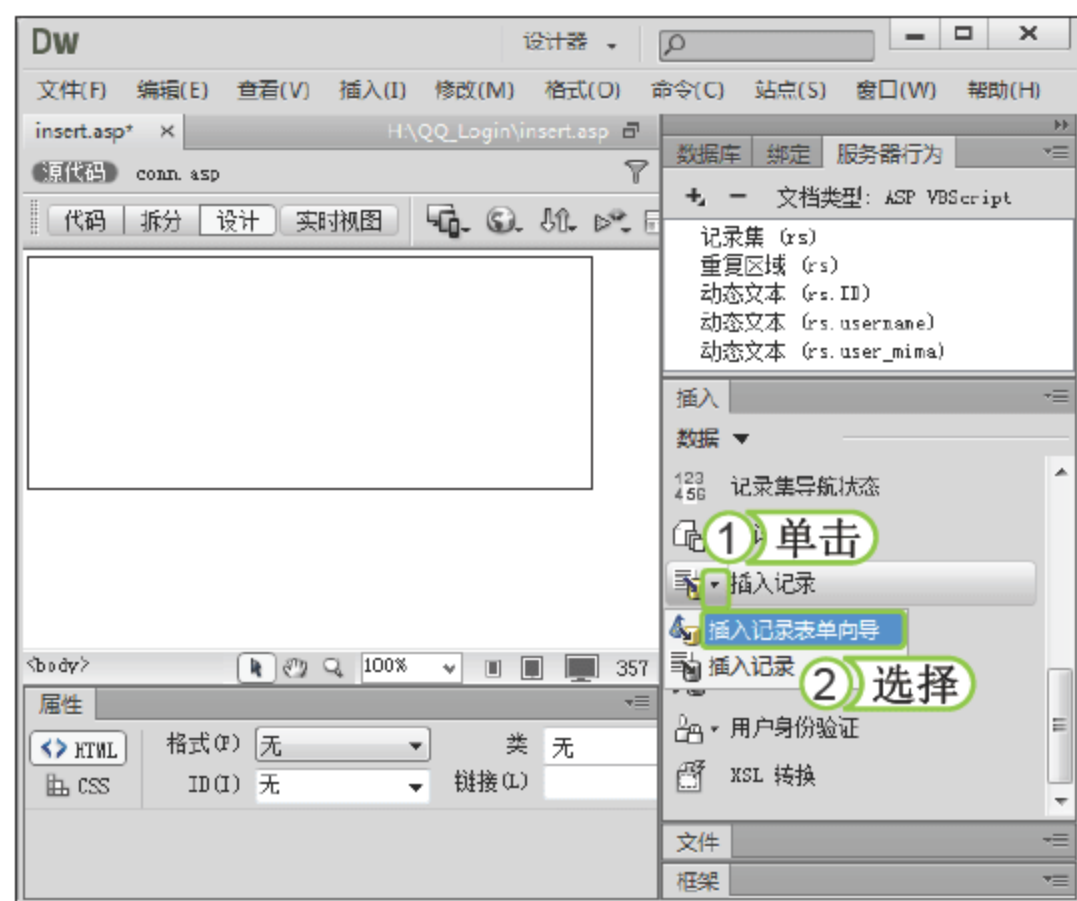 Dw 设计器
文件(F) 编辑(E) 查看(V) 插入(I) 修改(M) 格式(O) 命令(C) 站点(S) 窗口(W) 帮助(H)
insert.asp* × H:\QQ_Login\insert.asp
源代码 conn.asp
代码 拆分 设计 实时视图
<body> 100% 357
属性
<> HTML 格式(F) 无 类 无
CSS ID(I) 无 链接(L)
数据库 绑定 服务器行为
文档类型: ASP VBScript
记录集 (rs)
重复区域 (rs)
动态文本 (rs.ID)
动态文本 (rs.username)
动态文本 (rs.user_mima)
插入
数据
123
456 记录集导航状态
1 单击
插入记录
插入记录表单向导
插入记录
2 选择
用户身份验证
XSL 转换
文件
框架